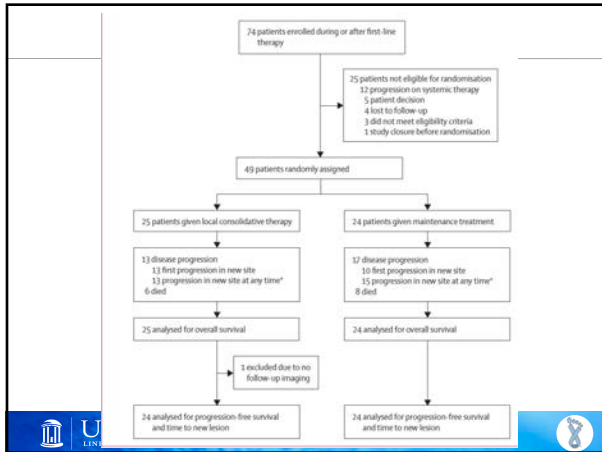 74 patients enrolled during or after first-line
therapy
25 patients not eligible for randomisation
12 progression on systemic therapy
5 patient decision
4 lost to follow-up
3 did not meet eligibility criteria
1 study closure before randomisation
49 patients randomly assigned
25 patients given local consolidative therapy
24 patients given maintenance treatment
13 disease progression
13 first progression in new site
13 progression in new site at any time*
6 died
17 disease progression
10 first progression in new site
15 progression in new site at any time*
8 died
25 analysed for overall survival
24 analysed for overall survival
1 excluded due to no
follow-up imaging
24 analysed for progression-free survival
and time to new lesion
24 analysed for progression-free survival
and time to new lesion
U
LINE